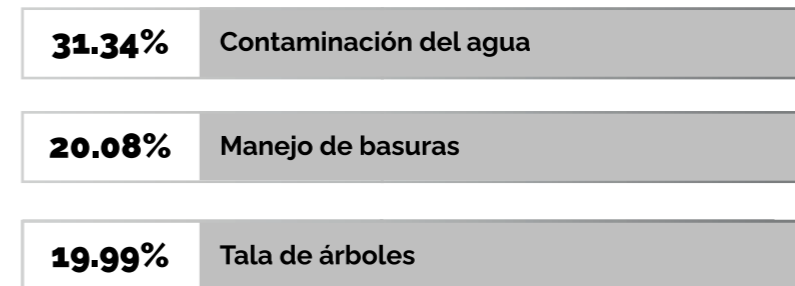 31.34% Contaminación del agua
20.08% Manejo de basuras
19.99% Tala de árboles